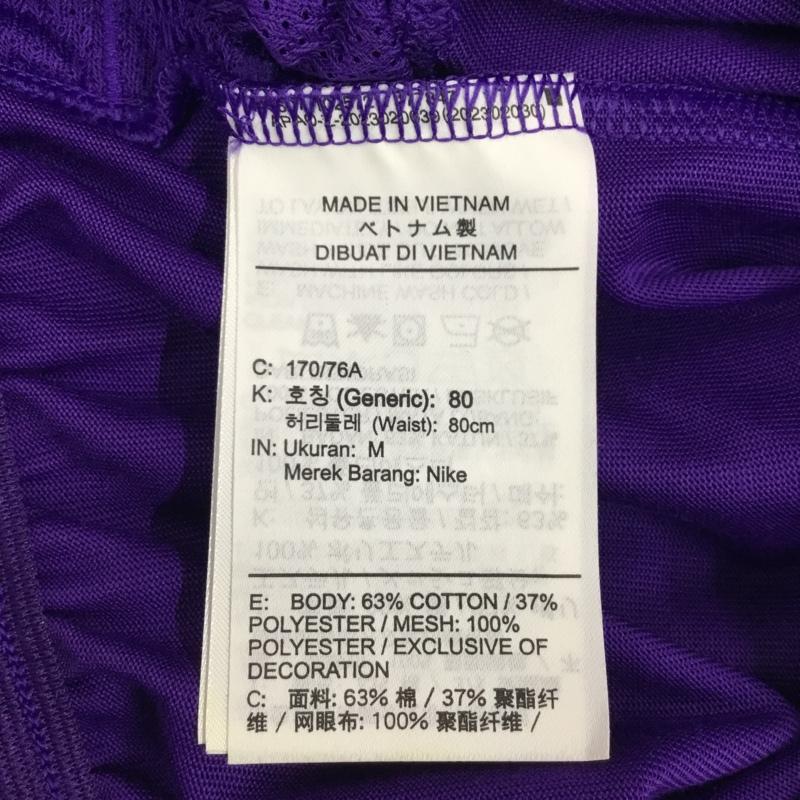 MADE IN VIETNAM
ベトナム製
DIBUAT DI VIETNAM
C: 170/76A
K: 호칭 (Generic): 80
허리둘레 (Waist): 80cm
IN: Ukuran: M
Merek Barang: Nike
E: BODY: 63% COTTON / 37%
POLYESTER / MESH: 100%
POLYESTER / EXCLUSIVE OF
DECORATION
C: 面料: 63% 棉 / 37% 聚酯纤
维 / 网眼布: 100% 聚酯纤维 /